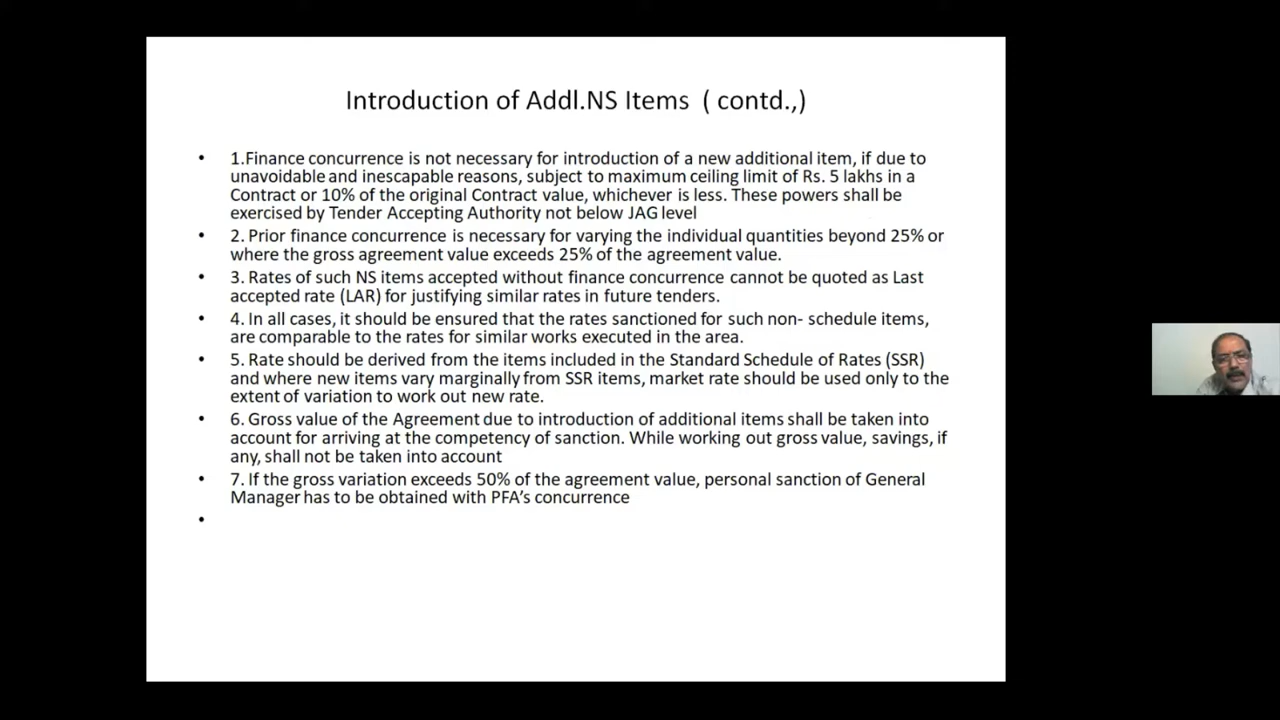 Introduction of Addl.NS Items ( contd.,)
• 1.Finance concurrence is not necessary for introduction of a new additional item, if due to
unavoidable and inescapable reasons, subject to maximum ceiling limit of Rs. 5 lakhs in a
Contract or 10% of the original Contract value, whichever is less. These powers shall be
exercised by Tender Accepting Authority not below JAG level
• 2. Prior finance concurrence is necessary for varying the individual quantities beyond 25% or
where the gross agreement value exceeds 25% of the agreement value.
• 3. Rates of such NS items accepted without finance concurrence cannot be quoted as Last
accepted rate (LAR) for justifying similar rates in future tenders.
• 4. In all cases, it should be ensured that the rates sanctioned for such non- schedule items,
are comparable to the rates for similar works executed in the area.
• 5. Rate should be derived from the items included in the Standard Schedule of Rates (SSR)
and where new items vary marginally from SSR items, market rate should be used only to the
extent of variation to work out new rate.
• 6. Gross value of the Agreement due to introduction of additional items shall be taken into
account for arriving at the competency of sanction. While working out gross value, savings, if
any, shall not be taken into account
• 7. If the gross variation exceeds 50% of the agreement value, personal sanction of General
Manager has to be obtained with PFA's concurrence
•